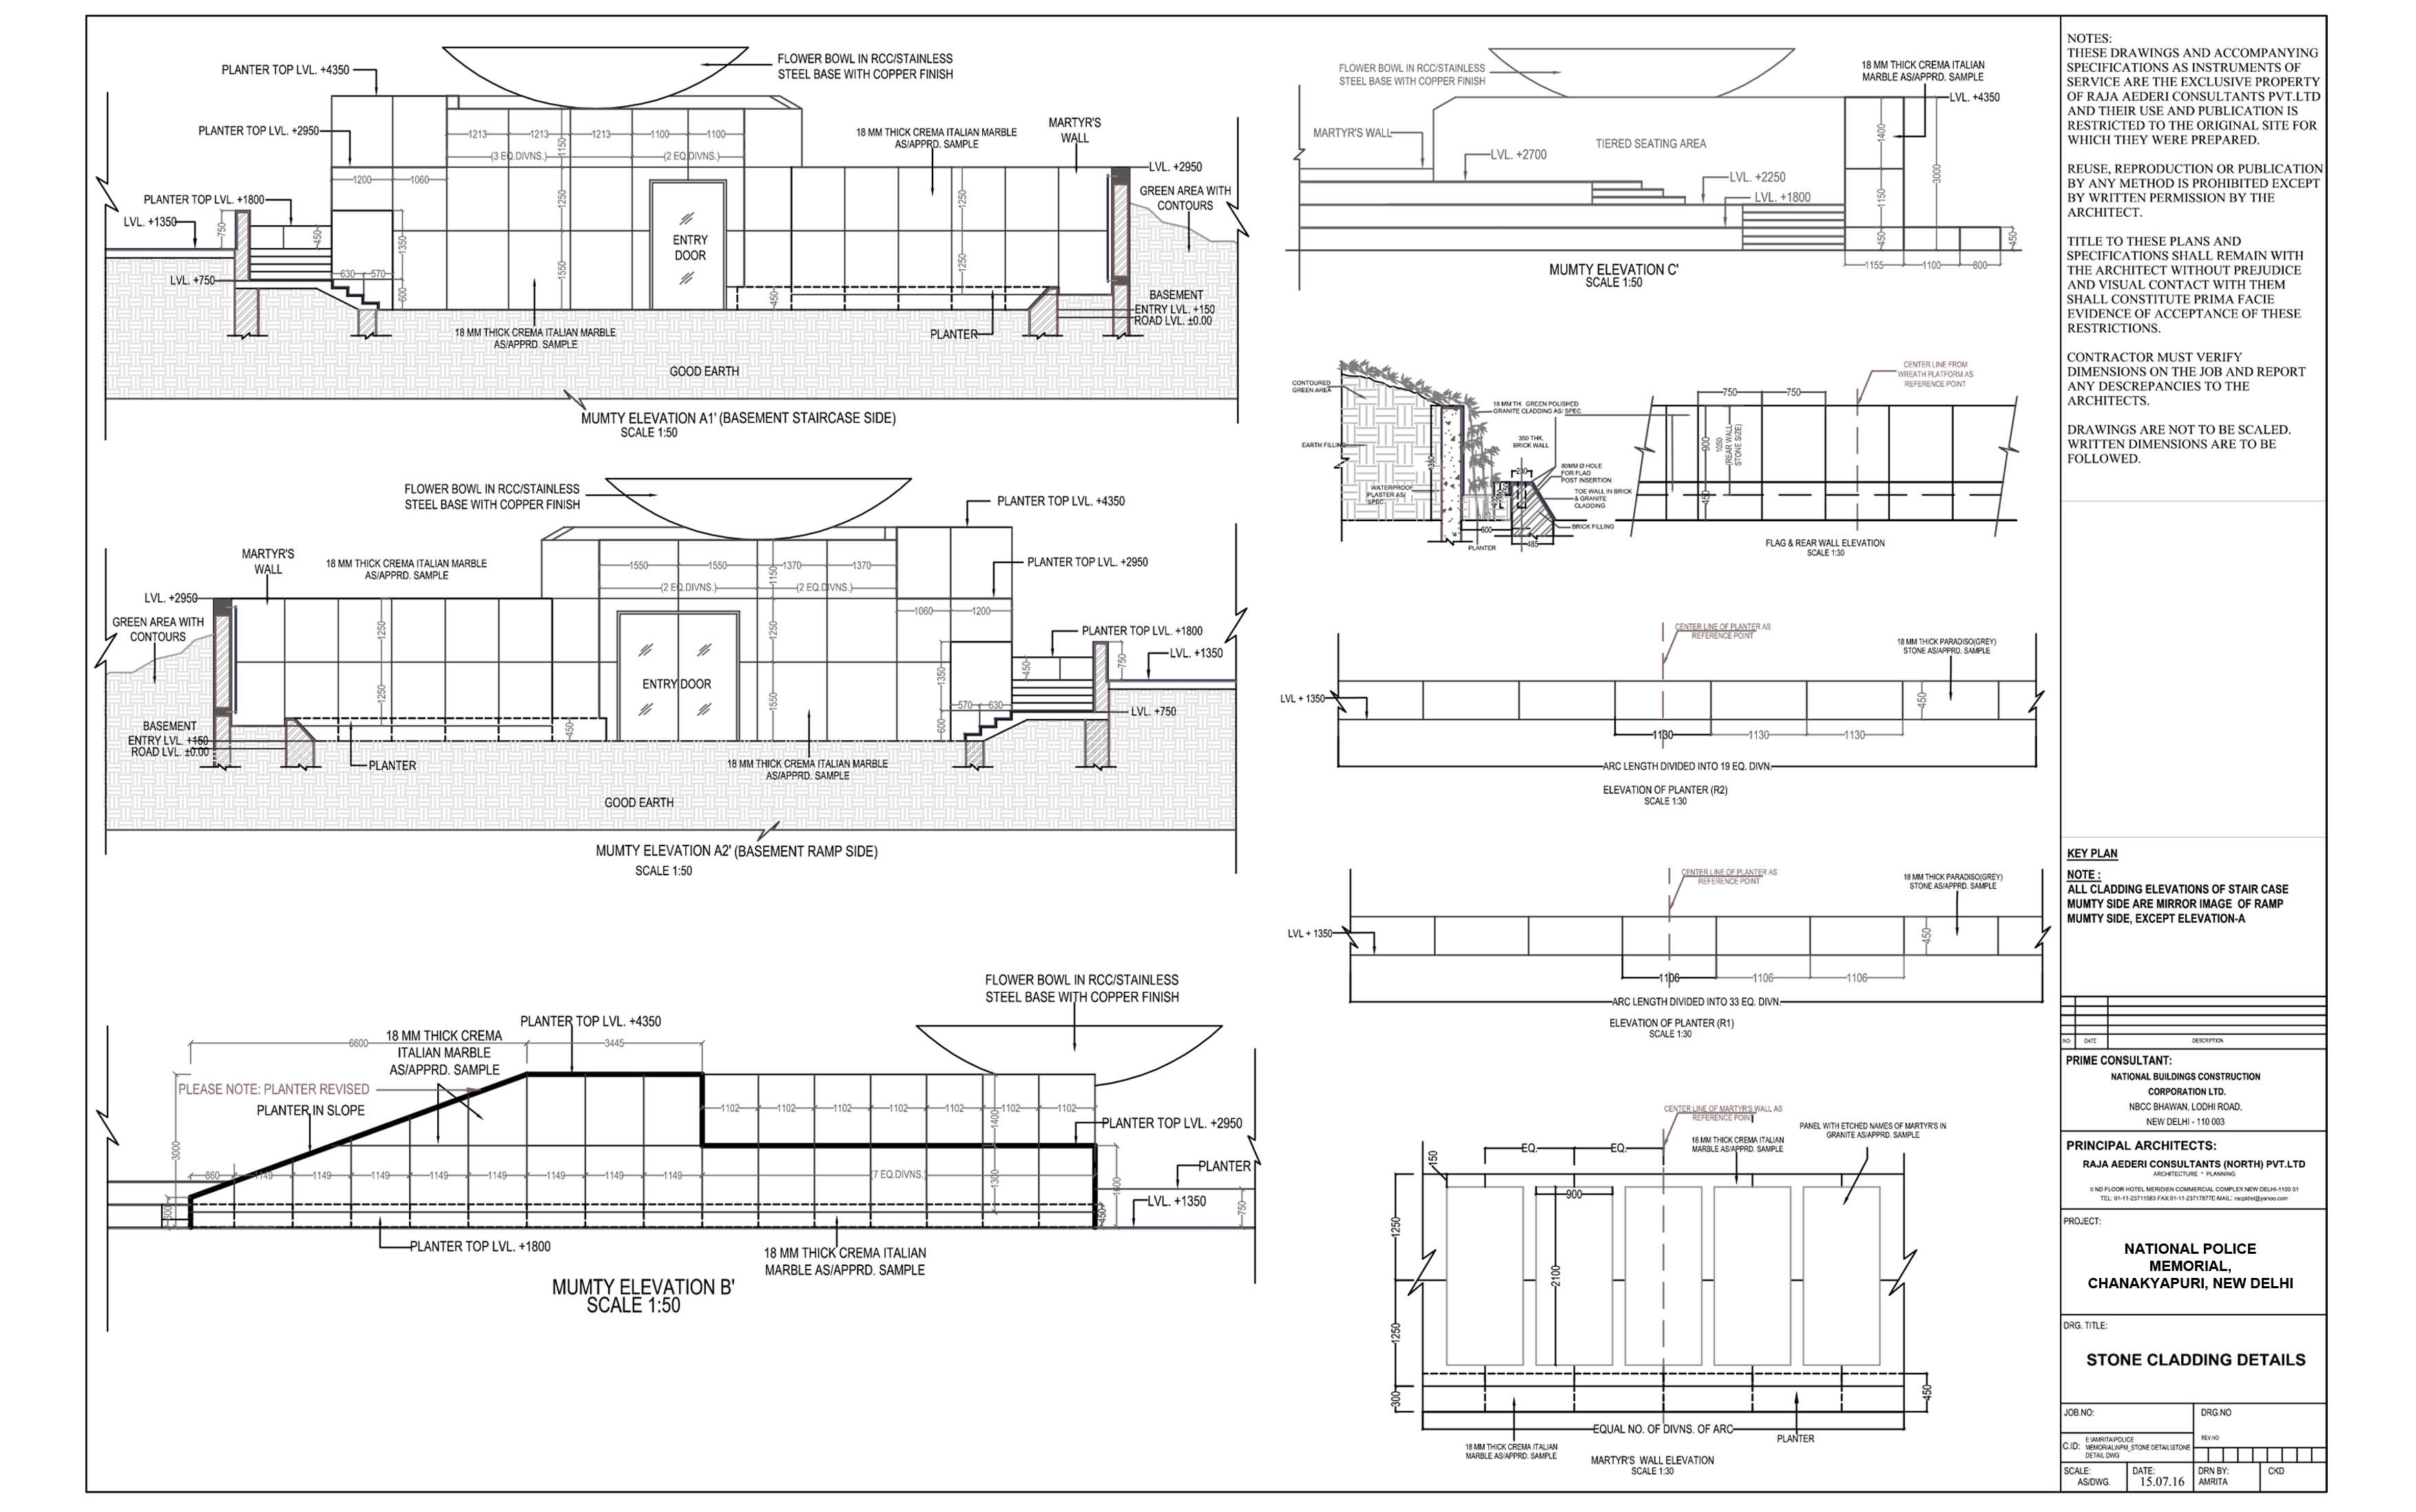 FLOWER BOWL IN RCC/STAINLESS
STEEL BASE WITH COPPER FINISH
PLANTER TOP LVL. +4350
PLANTER TOP LVL. +2950
PLANTER TOP LVL. +1800
LVL. +1350
LVL. +750
1213
1213
1213
1100
1100
(3 EQ.DIVNS.)
(2 EQ.DIVNS.)
1150
1200
1060
750
450
1350
630
570
600
1250
1550
ENTRY
DOOR
18 MM THICK CREMA ITALIAN MARBLE
AS/APPRD. SAMPLE
MARTYR'S
WALL
LVL. +2950
GREEN AREA WITH
CONTOURS
1250
1250
450
BASEMENT
ENTRY LVL. +150
ROAD LVL. ±0.00
PLANTER
18 MM THICK CREMA ITALIAN MARBLE
AS/APPRD. SAMPLE
GOOD EARTH
MUMTY ELEVATION A1' (BASEMENT STAIRCASE SIDE)
SCALE 1:50
FLOWER BOWL IN RCC/STAINLESS
STEEL BASE WITH COPPER FINISH
PLANTER TOP LVL. +4350
PLANTER TOP LVL. +2950
PLANTER TOP LVL. +1800
LVL. +1350
LVL. +750
MARTYR'S
WALL
18 MM THICK CREMA ITALIAN MARBLE
AS/APPRD. SAMPLE
LVL. +2950
GREEN AREA WITH
CONTOURS
1550
1550
1370
1370
(2 EQ.DIVNS.)
(2 EQ.DIVNS.)
1150
1060
1200
1250
1250
1250
1550
450
ENTRY DOOR
750
450
1350
570
630
600
BASEMENT
ENTRY LVL. +150
ROAD LVL. ±0.00
PLANTER
18 MM THICK CREMA ITALIAN MARBLE
AS/APPRD. SAMPLE
GOOD EARTH
MUMTY ELEVATION A2' (BASEMENT RAMP SIDE)
SCALE 1:50
FLOWER BOWL IN RCC/STAINLESS
STEEL BASE WITH COPPER FINISH
PLANTER TOP LVL. +4350
18 MM THICK CREMA
ITALIAN MARBLE
AS/APPRD. SAMPLE
6600
3445
PLEASE NOTE: PLANTER REVISED
PLANTER IN SLOPE
3000
1102
1102
1102
1102
1102
1102
1102
1400
PLANTER TOP LVL. +2950
PLANTER
860
1149
1149
1149
1149
1149
1149
1149
1149
(7 EQ.DIVNS.)
1300
1600
450
LVL. +1350
750
600
PLANTER TOP LVL. +1800
18 MM THICK CREMA ITALIAN
MARBLE AS/APPRD. SAMPLE
MUMTY ELEVATION B'
SCALE 1:50
FLOWER BOWL IN RCC/STAINLESS
STEEL BASE WITH COPPER FINISH
18 MM THICK CREMA ITALIAN
MARBLE AS/APPRD. SAMPLE
LVL. +4350
MARTYR'S WALL
TIERED SEATING AREA
LVL. +2700
LVL. +2250
LVL. +1800
1400
1150
450
3000
450
1155
1100
800
MUMTY ELEVATION C'
SCALE 1:50
CONTOURED
GREEN AREA
EARTH FILLING
WATERPROOF
PLASTER AS/
SPEC.
18 MM TH. GREEN POLISHED
GRANITE CLADDING AS/ SPEC.
350 THK.
BRICK WALL
80MM Ø HOLE
FOR FLAG
POST INSERTION
TOE WALL IN BRICK
& GRANITE
CLADDING
BRICK FILLING
PLANTER
1350
230
600
485
CENTER LINE FROM
WREATH PLATFORM AS
REFERENCE POINT
750
750
900
1050
(REAR WALL
STONE SIZE)
450
FLAG & REAR WALL ELEVATION
SCALE 1:30
CENTER LINE OF PLANTER AS
REFERENCE POINT
18 MM THICK PARADISO(GREY)
STONE AS/APPRD. SAMPLE
LVL + 1350
450
1130
1130
1130
ARC LENGTH DIVIDED INTO 19 EQ. DIVN.
ELEVATION OF PLANTER (R2)
SCALE 1:30
CENTER LINE OF PLANTER AS
REFERENCE POINT
18 MM THICK PARADISO(GREY)
STONE AS/APPRD. SAMPLE
LVL + 1350
450
1106
1106
1106
ARC LENGTH DIVIDED INTO 33 EQ. DIVN.
ELEVATION OF PLANTER (R1)
SCALE 1:30
CENTER LINE OF MARTYR'S WALL AS
REFERENCE POINT
18 MM THICK CREMA ITALIAN
MARBLE AS/APPRD. SAMPLE
PANEL WITH ETCHED NAMES OF MARTYR'S IN
GRANITE AS/APPRD. SAMPLE
EQ.
EQ.
150
900
2100
1250
1250
300
450
EQUAL NO. OF DIVNS. OF ARC
18 MM THICK CREMA ITALIAN
MARBLE AS/APPRD. SAMPLE
PLANTER
MARTYR'S WALL ELEVATION
SCALE 1:30
NOTES:
THESE DRAWINGS AND ACCOMPANYING
SPECIFICATIONS AS INSTRUMENTS OF
SERVICE ARE THE EXCLUSIVE PROPERTY
OF RAJA AEDERI CONSULTANTS PVT.LTD
AND THEIR USE AND PUBLICATION IS
RESTRICTED TO THE ORIGINAL SITE FOR
WHICH THEY WERE PREPARED.
REUSE, REPRODUCTION OR PUBLICATION
BY ANY METHOD IS PROHIBITED EXCEPT
BY WRITTEN PERMISSION BY THE
ARCHITECT.
TITLE TO THESE PLANS AND
SPECIFICATIONS SHALL REMAIN WITH
THE ARCHITECT WITHOUT PREJUDICE
AND VISUAL CONTACT WITH THEM
SHALL CONSTITUTE PRIMA FACIE
EVIDENCE OF ACCEPTANCE OF THESE
RESTRICTIONS.
CONTRACTOR MUST VERIFY
DIMENSIONS ON THE JOB AND REPORT
ANY DESCREPANCIES TO THE
ARCHITECTS.
DRAWINGS ARE NOT TO BE SCALED.
WRITTEN DIMENSIONS ARE TO BE
FOLLOWED.
KEY PLAN
NOTE :
ALL CLADDING ELEVATIONS OF STAIR CASE
MUMTY SIDE ARE MIRROR IMAGE OF RAMP
MUMTY SIDE, EXCEPT ELEVATION-A
NO DATE DESCRIPTION
PRIME CONSULTANT:
NATIONAL BUILDINGS CONSTRUCTION
CORPORATION LTD.
NBCC BHAWAN, LODHI ROAD,
NEW DELHI - 110 003
PRINCIPAL ARCHITECTS:
RAJA AEDERI CONSULTANTS (NORTH) PVT.LTD
ARCHITECTURE * PLANNING
II ND FLOOR HOTEL MERIDIEN COMMERCIAL COMPLEX NEW DELHI-1100 01
TEL: 91-11-23711583 FAX:91-11-23717877E-MAIL:
PROJECT:
NATIONAL POLICE
MEMORIAL,
CHANAKYAPURI, NEW DELHI
DRG. TITLE:
STONE CLADDING DETAILS
JOB.NO:
DRG.NO
C.ID:
E:\AMRITA\POLICE
MEMORIAL\NPM_STONE DETAIL\STONE
DETAIL DWG
REV.NO
SCALE:
AS/DWG.
DATE:
15.07.16
DRN BY:
AMRITA
CKD